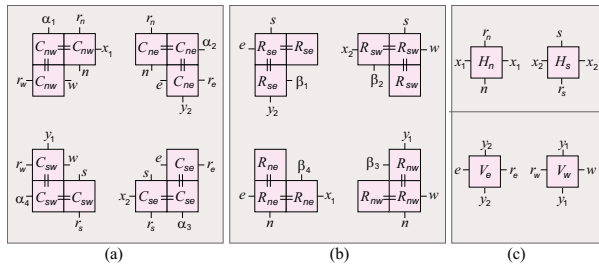 α1 rn rn s s rn s
Cnw Cnw x1 Cne Cne α2 e Rse Rse x2 Rsw Rsw w x1 Hn x1 x2 Hs x2
n n n rs
rw Cnw w e Cne re Rse β1 β2 Rsw
y2 y2
y1 y1 y2 y1
rw Csw w e Cse re Rne β4 β3 Rnw e Ve re rw Vw w
s s y2 y1
α4 Csw Csw x2 Cse Cse e Rne Rne x1 Rnw Rnw w
rs rs α3 n n
(a) (b) (c)